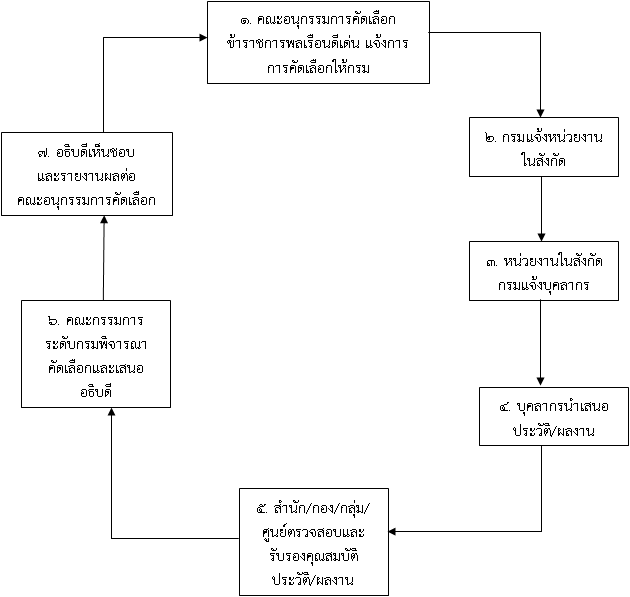 ๑. คณะอนุกรรมการคัดเลือก
ข้าราชการพลเรือนดีเด่น แจ้งการ
การคัดเลือกให้กรม
๒. กรมแจ้งหน่วยงาน
ในสังกัด
๓. หน่วยงานในสังกัด
กรมแจ้งบุคลากร
๔. บุคลากรนำเสนอ
ประวัติ/ผลงาน
๕. สำนัก/กอง/กลุ่ม/
ศูนย์ตรวจสอบและ
รับรองคุณสมบัติ
ประวัติ/ผลงาน
๖. คณะกรรมการ
ระดับกรมพิจารณา
คัดเลือกและเสนอ
อธิบดี
๗. อธิบดีเห็นชอบ
และรายงานผลต่อ
คณะอนุกรรมการคัดเลือก